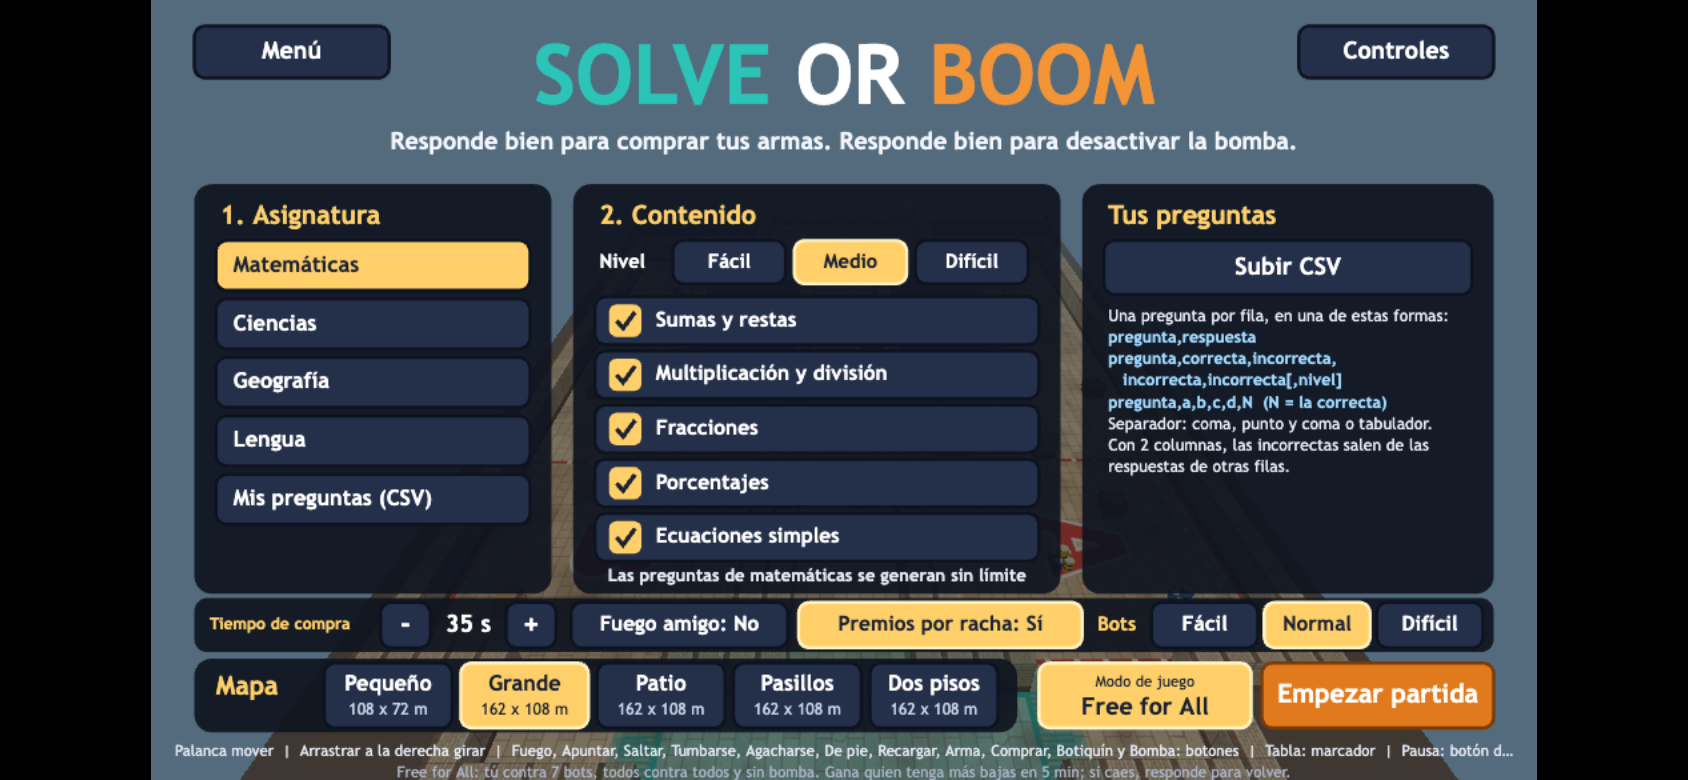 Menú
SOLVE OR BOOM
Controles
Responde bien para comprar tus armas. Responde bien para desactivar la bomba.
1. Asignatura
Matemáticas
Ciencias
Geografía
Lengua
Mis preguntas (CSV)
2. Contenido
Nivel Fácil Medio Difícil
Sumas y restas
Multiplicación y división
Fracciones
Porcentajes
Ecuaciones simples
Las preguntas de matemáticas se generan sin límite
Tus preguntas
Subir CSV
Una pregunta por fila, en una de estas formas:
pregunta,respuesta
pregunta,correcta,incorrecta,
incorrecta,incorrecta[,nivel]
pregunta,a,b,c,d,N (N = la correcta)
Separador: coma, punto y coma o tabulador.
Con 2 columnas, las incorrectas salen de las
respuestas de otras filas.
Tiempo de compra - 35 s + Fuego amigo: No Premios por racha: Sí Bots Fácil Normal Difícil
Mapa
Pequeño
108 x 72 m
Grande
162 x 108 m
Patio
162 x 108 m
Pasillos
162 x 108 m
Dos pisos
162 x 108 m
Modo de juego
Free for All
Empezar partida
Palanca mover | Arrastrar a la derecha girar | Fuego, Apuntar, Saltar, Tumbarse, Agacharse, De pie, Recargar, Arma, Comprar, Botiquín y Bomba: botones | Tabla: marcador | Pausa: botón d...
Free for All: tú contra 7 bots, todos contra todos y sin bomba. Gana quien tenga más bajas en 5 min; si caes, responde para volver.